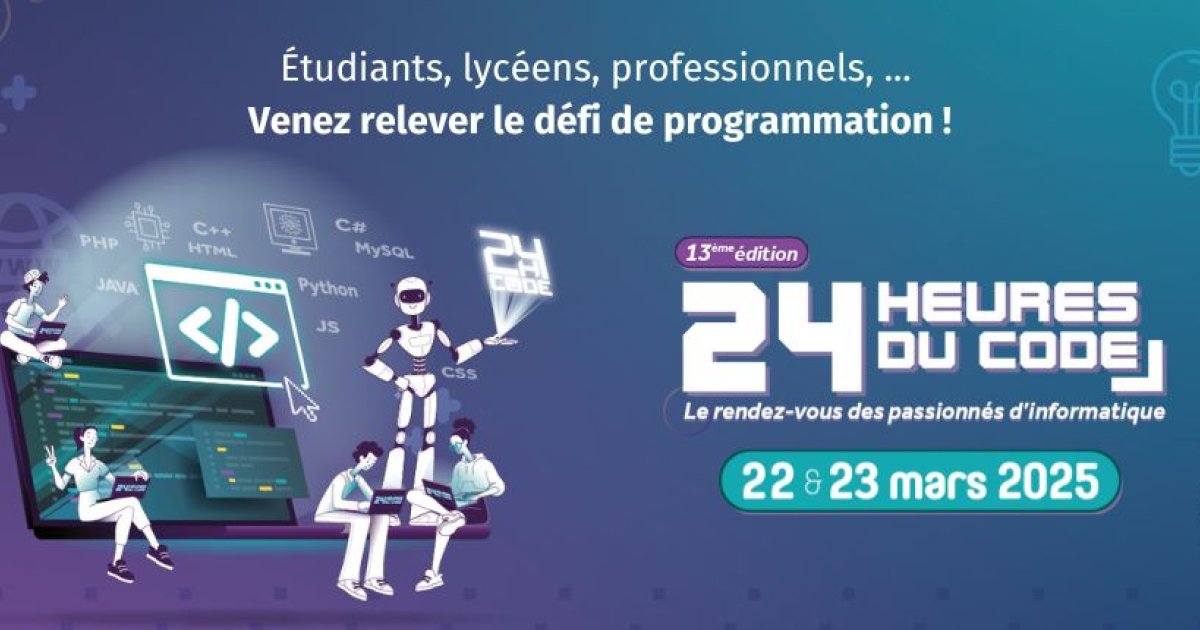 Étudiants, lycéens, professionnels, ...
Venez relever le défi de programmation !
PHP
C++
HTML
C#
MySQL
JAVA
Python
JS
CSS
</>
24H
CODE
13ème édition
24 HEURES
DU CODE
Le rendez-vous des passionnés d'informatique
22 & 23 mars 2025